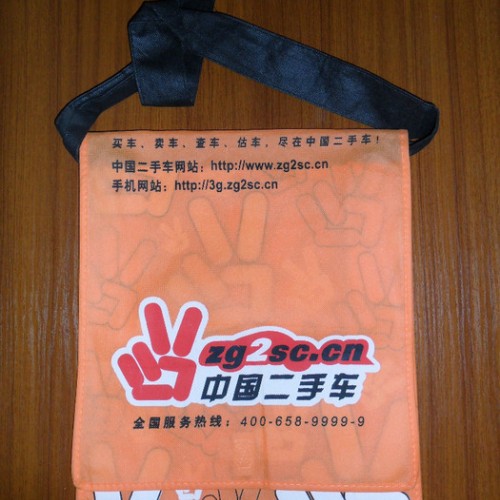 买车、卖车、查车、估车、尽在中国二手车！
中国二手车网站：http://www.zg2sc.cn
手机网站：http://3g.zg2sc.cn
zg2sc.cn
中国二手车
全国服务热线：400-658-9999-9